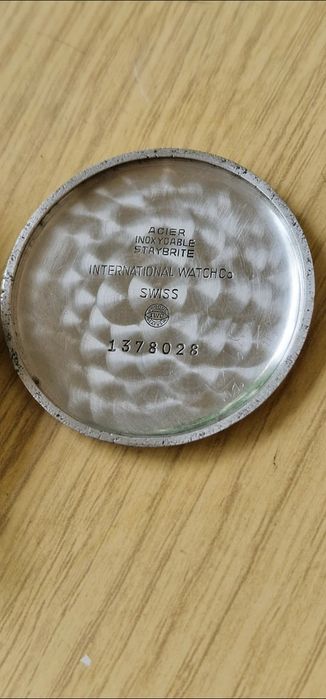 ACIER
INOXYDABLE
STAYBRITE
INTERNATIONAL WATCH Co
SWISS
1378028